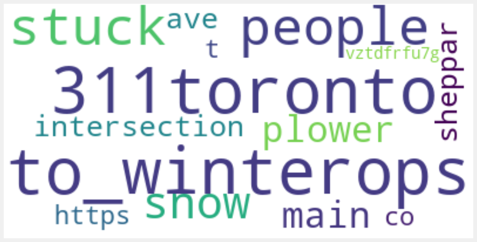 stuck ave people
t vztdfrfu7g
311toronto sheppar
intersection plower
to_winterops
https snow main co